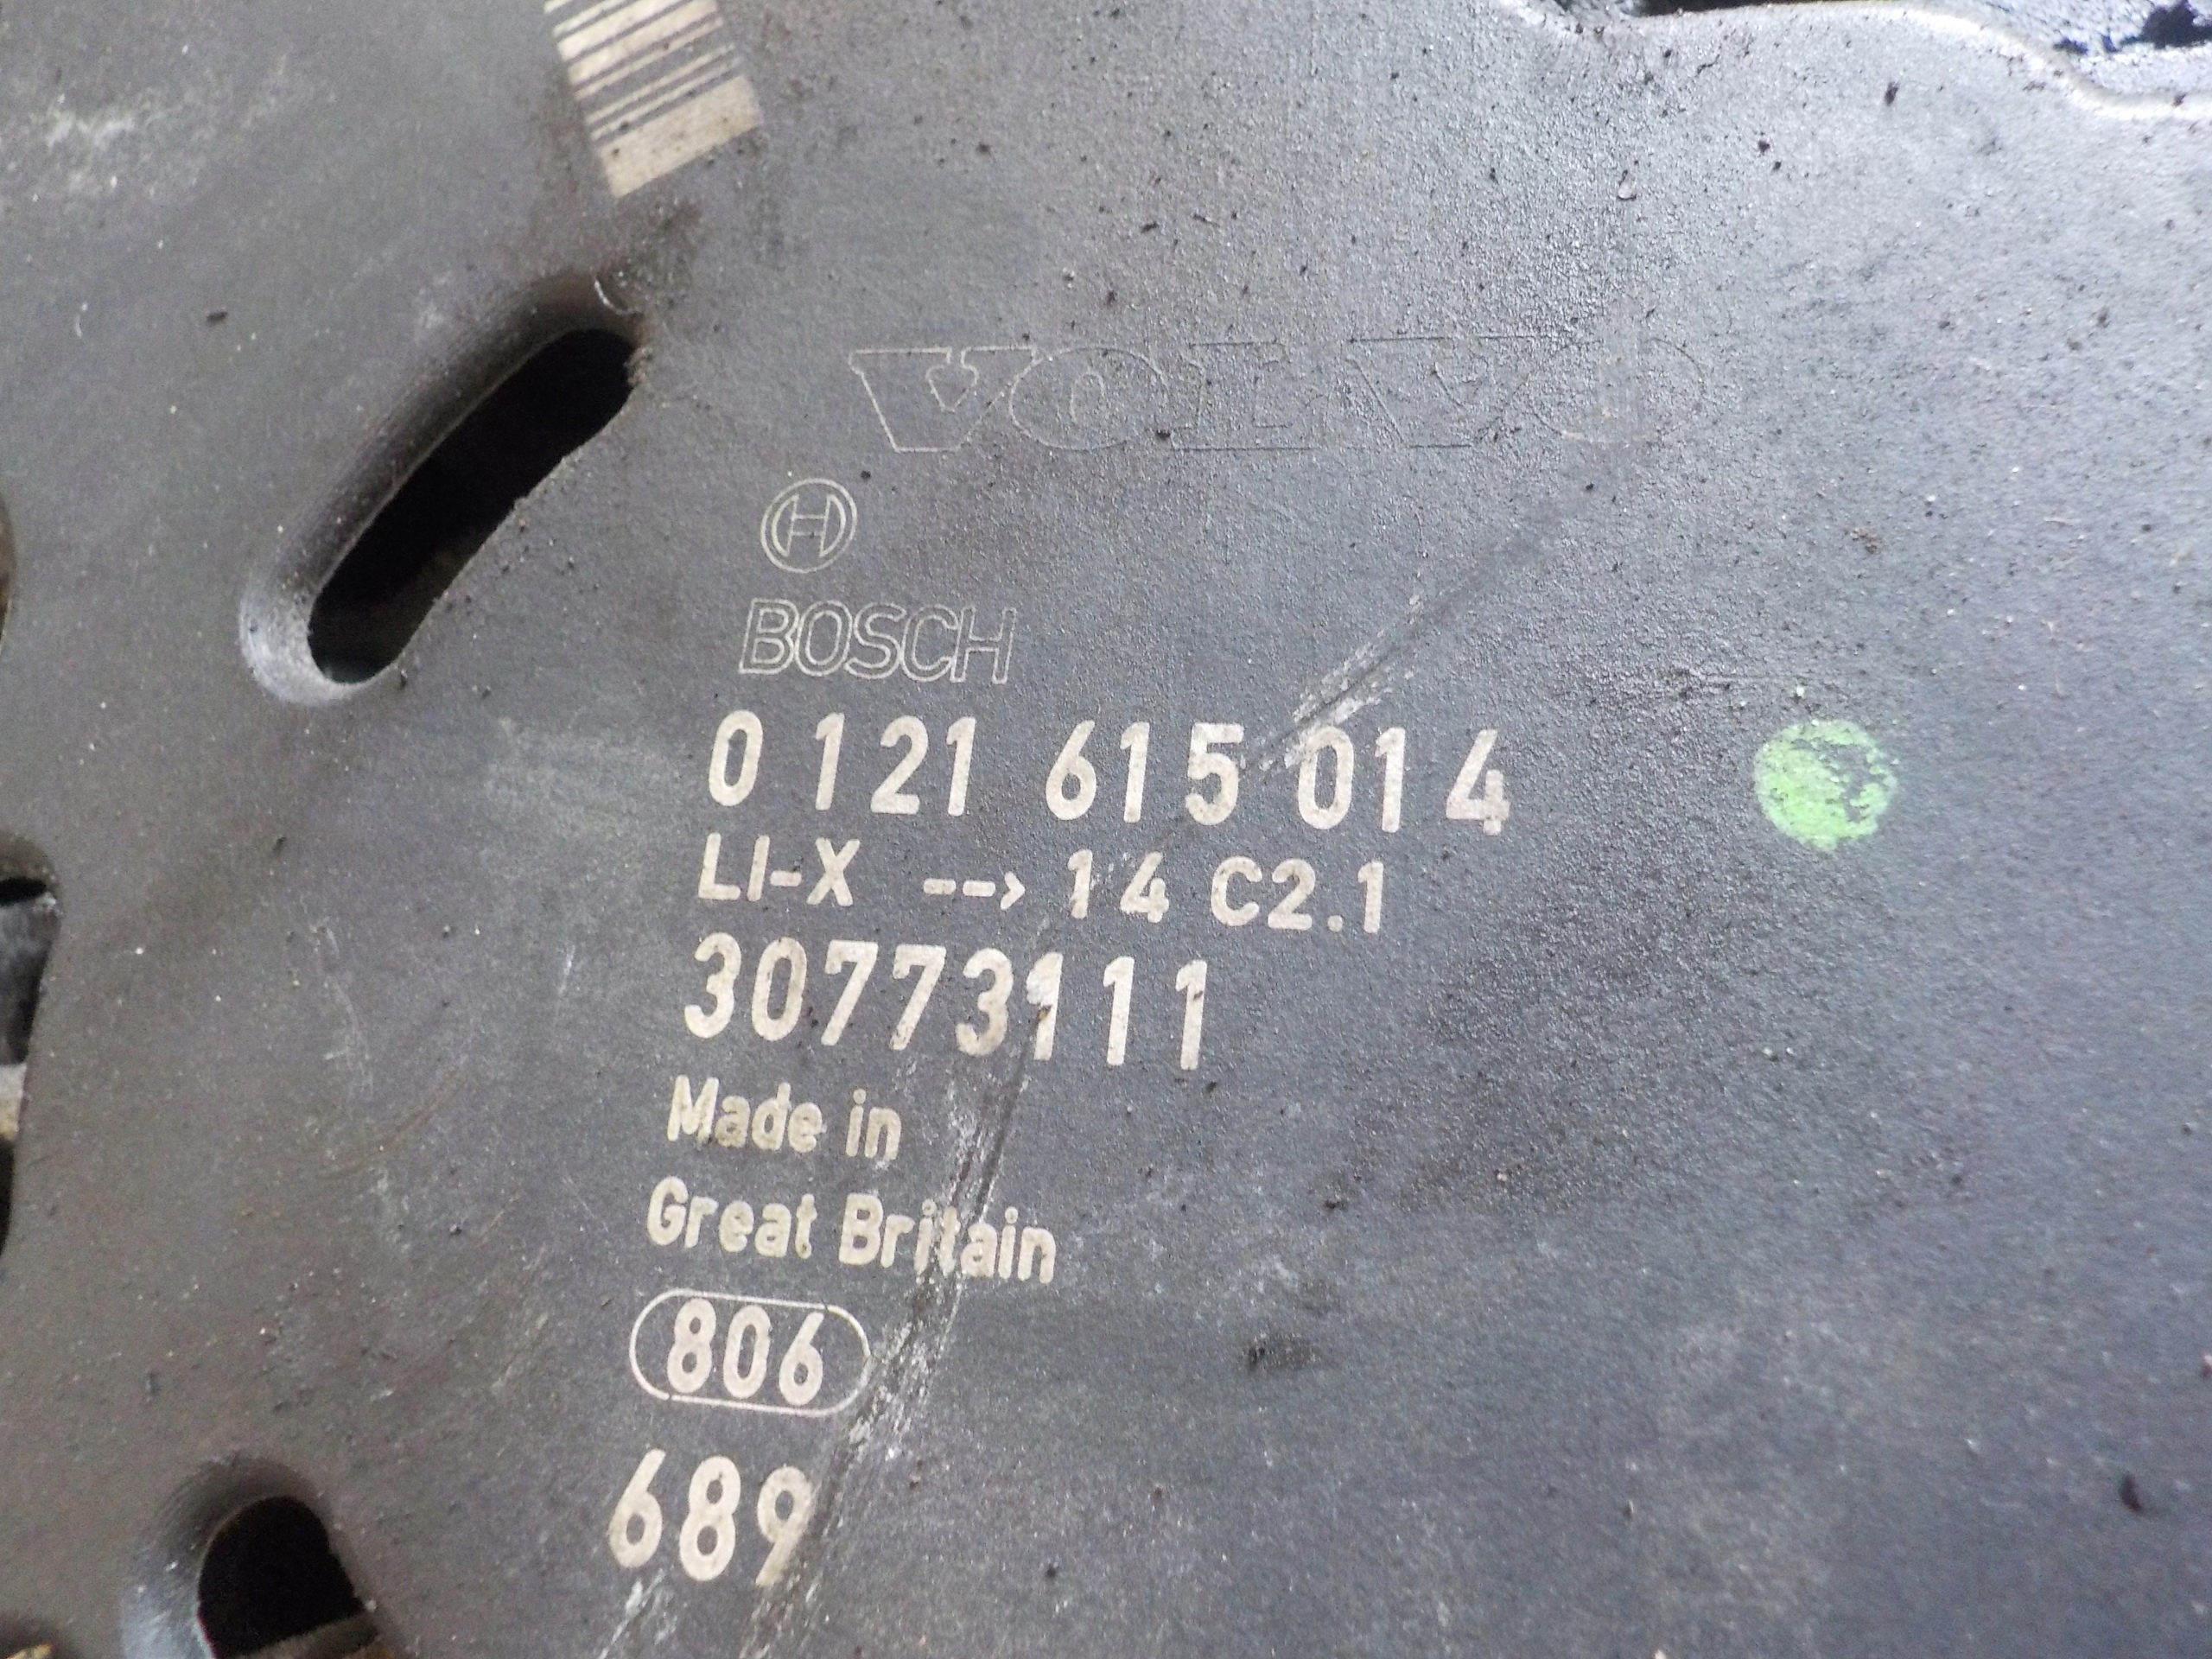 VOLVO
BOSCH
0 121 615 014
LI-X --> 14 C2.1
30773111
Made in
Great Britain
806
689